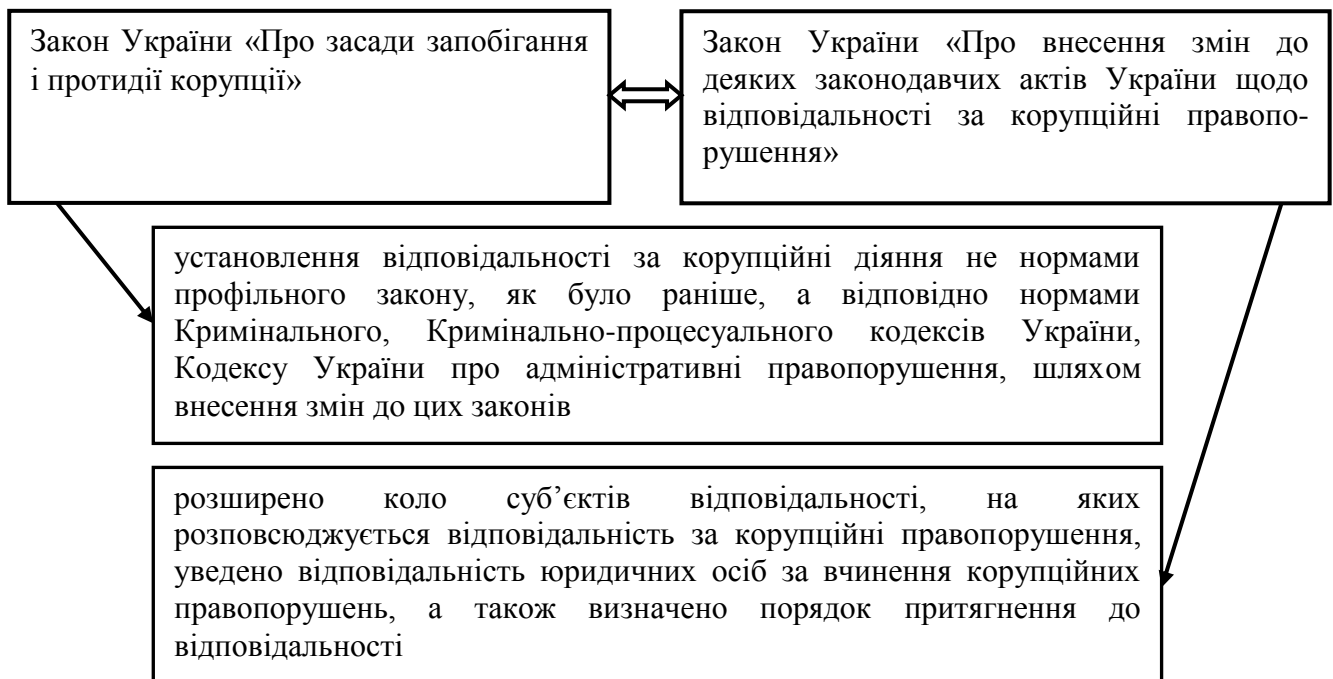 Закон України «Про засади запобігання
і протидії корупції»
Закон України «Про внесення змін до
деяких законодавчих актів України щодо
відповідальності за корупційні правопо-
рушення»
установлення відповідальності за корупційні діяння не нормами
профільного закону, як було раніше, а відповідно нормами
Кримінального, Кримінально-процесуального кодексів України,
Кодексу України про адміністративні правопорушення, шляхом
внесення змін до цих законів
розширено коло суб’єктів відповідальності, на яких
розповсюджується відповідальність за корупційні правопорушення,
уведено відповідальність юридичних осіб за вчинення корупційних
правопорушень, а також визначено порядок притягнення до
відповідальності